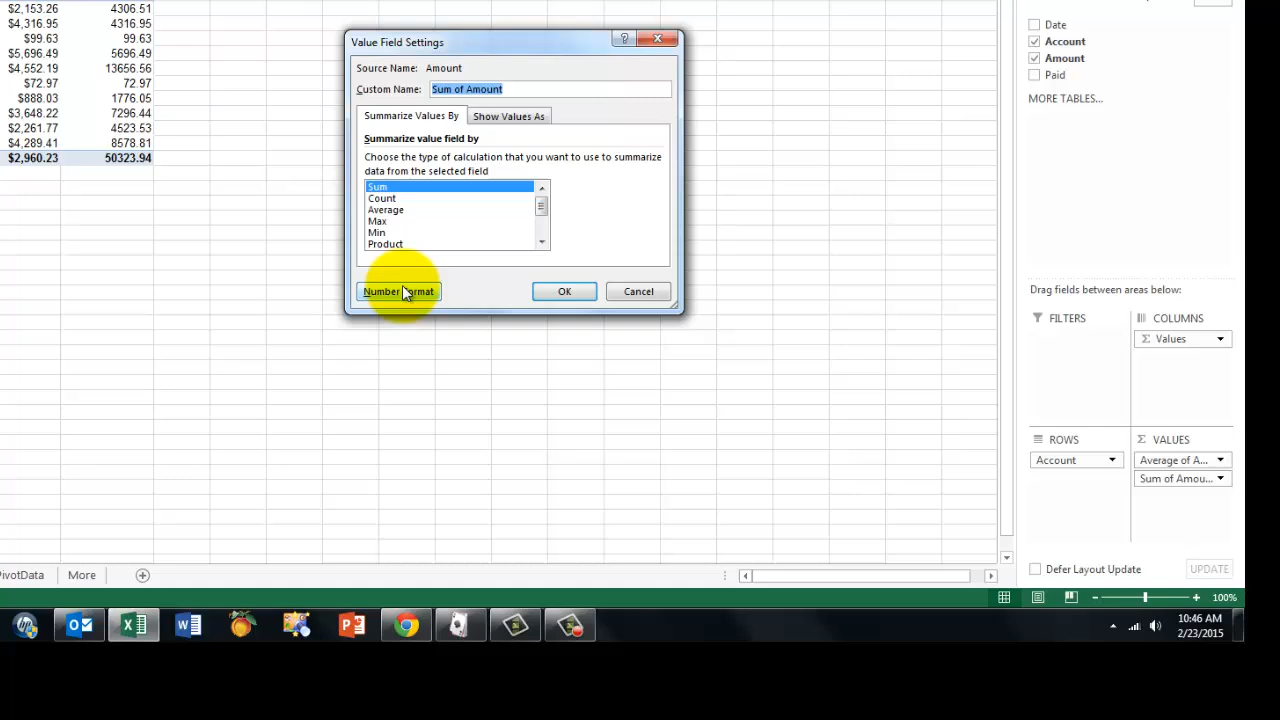 $2,153.26 4306.51
$4,316.95 4316.95
$99.63 99.63
$5,696.49 5696.49
$4,552.19 13656.56
$72.97 72.97
$888.03 1776.05
$3,648.22 7296.44
$2,261.77 4523.53
$4,289.41 8578.81
$2,960.23 50323.94
Value Field Settings
Source Name: Amount
Custom Name: Sum of Amount
Summarize Values By Show Values As
Summarize value field by
Choose the type of calculation that you want to use to summarize
data from the selected field
Sum
Count
Average
Max
Min
Product
Number Format OK Cancel
Date
Account
Amount
Paid
MORE TABLES...
Drag fields between areas below:
FILTERS
COLUMNS
Σ Values
ROWS
Account
Σ VALUES
Average of A...
Sum of Amou...
Defer Layout Update UPDATE
ivotData More
100%
10:46 AM
2/23/2015